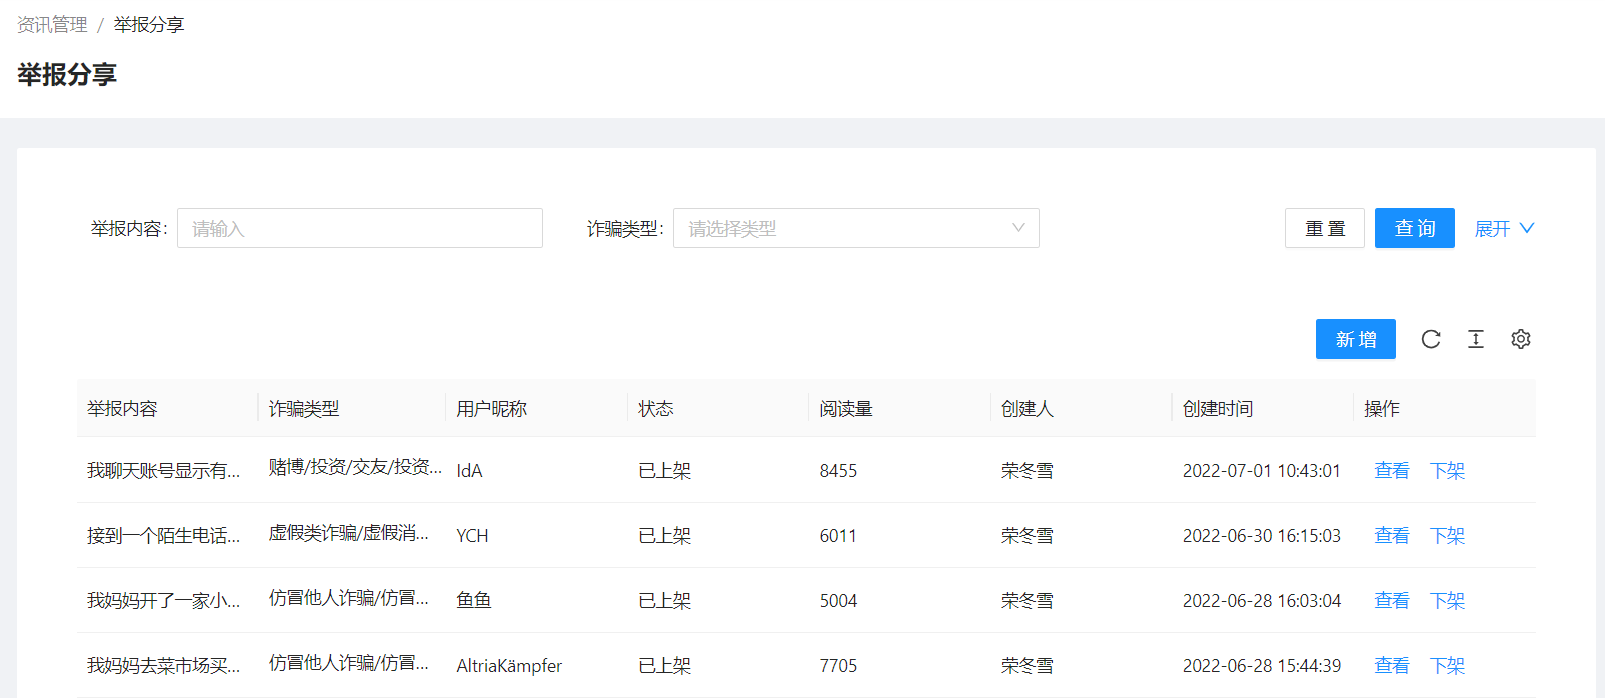 资讯管理 / 举报分享
举报分享
举报内容: 请输入 诈骗类型: 请选择类型 重 置 查 询 展开
新 增
举报内容 诈骗类型 用户昵称 状态 阅读量 创建人 创建时间 操作
我聊天账号显示有... 赌博/投资/交友/投资... IdA 已上架 8455 荣冬雪 2022-07-01 10:43:01 查看 下架
接到一个陌生电话... 虚假类诈骗/虚假消... YCH 已上架 6011 荣冬雪 2022-06-30 16:15:03 查看 下架
我妈妈开了一家小... 仿冒他人诈骗/仿冒... 鱼鱼 已上架 5004 荣冬雪 2022-06-28 16:03:04 查看 下架
我妈妈去菜市场买... 仿冒他人诈骗/仿冒... AltriaKämpfer 已上架 7705 荣冬雪 2022-06-28 15:44:39 查看 下架